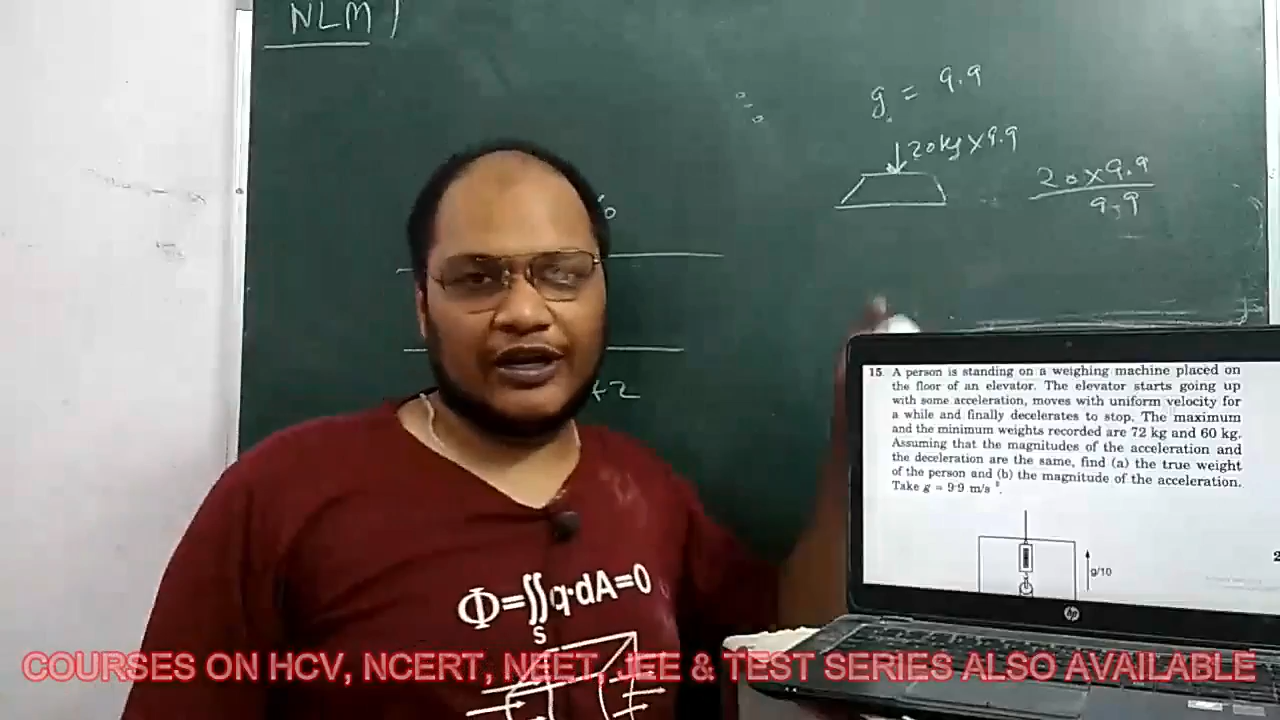 NLM
g = 9.9
20kg x 9.9
20 x 9.9
9.9
+2
15. A person is standing on a weighing machine placed on
the floor of an elevator. The elevator starts going up
with some acceleration, moves with uniform velocity for
a while and finally decelerates to stop. The maximum
and the minimum weights recorded are 72 kg and 60 kg.
Assuming that the magnitudes of the acceleration and
the deceleration are the same, find (a) the true weight
of the person and (b) the magnitude of the acceleration.
Take g = 9·9 m/s
g/10
hp
Φ=∬q·dA=0
S
COURSES ON HCV, NCERT, NEET, JEE & TEST SERIES ALSO AVAILABLE